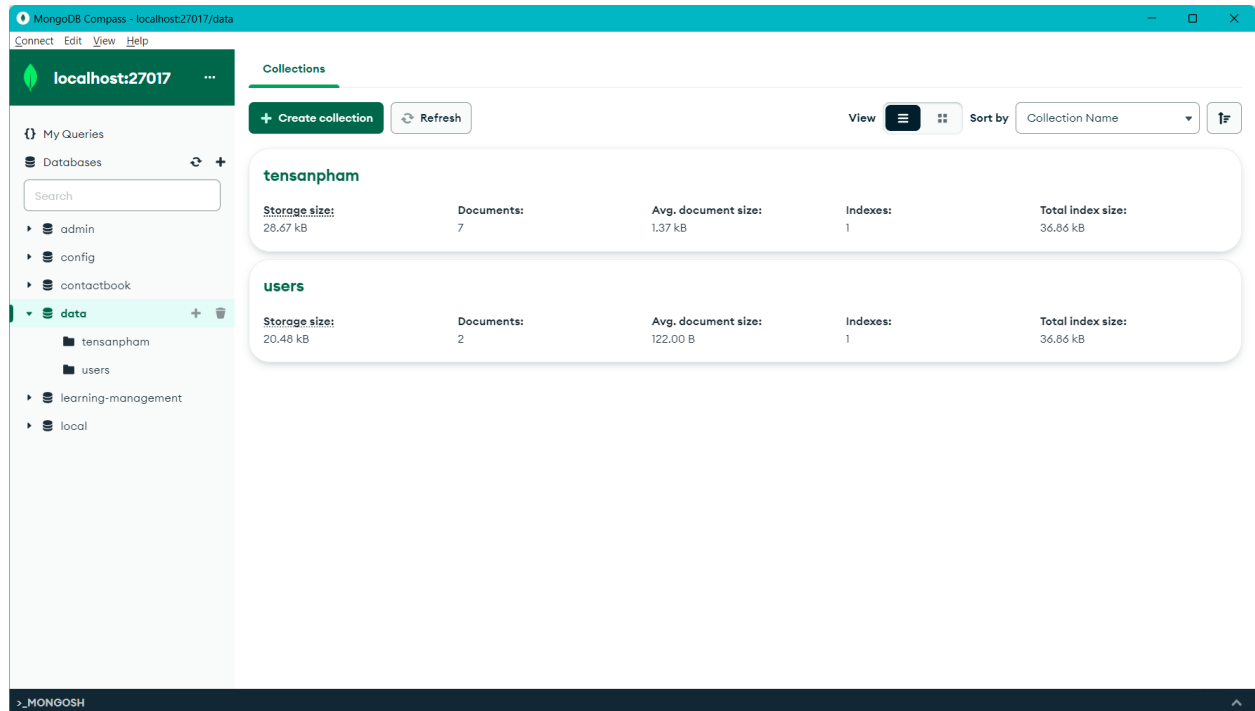 MongoDB Compass - localhost:27017/data
Connect Edit View Help
localhost:27017 ...
{} My Queries
Databases
Search
admin
config
contactbook
data
tensanpham
users
learning-management
local
Collections
+ Create collection Refresh View Sort by Collection Name
tensanpham
Storage size: Documents: Avg. document size: Indexes: Total index size:
28.67 kB 7 1.37 kB 1 36.86 kB
users
Storage size: Documents: Avg. document size: Indexes: Total index size:
20.48 kB 2 122.00 B 1 36.86 kB
>_MONGOSH